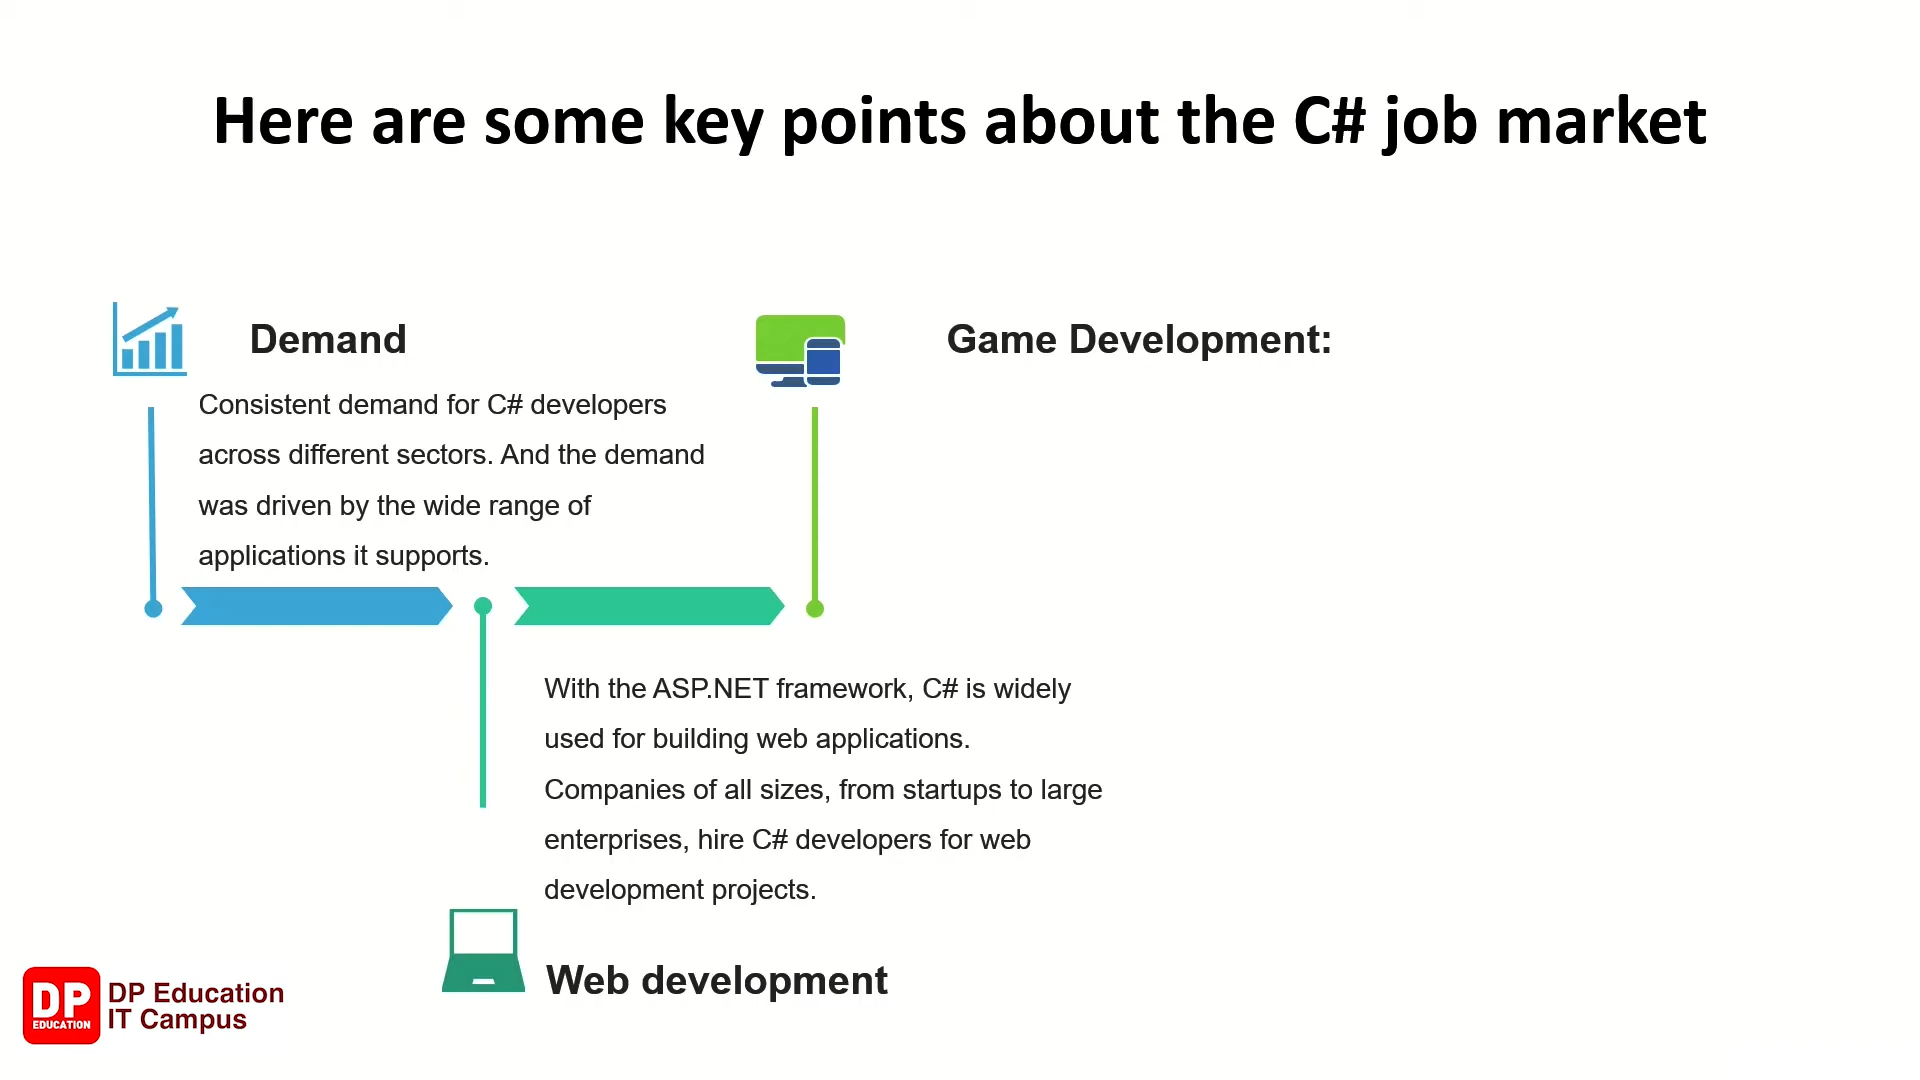 Here are some key points about the C# job market
Demand
Consistent demand for C# developers
across different sectors. And the demand
was driven by the wide range of
applications it supports.
Game Development:
With the ASP.NET framework, C# is widely
used for building web applications.
Companies of all sizes, from startups to large
enterprises, hire C# developers for web
development projects.
Web development
DP
EDUCATION
DP Education
IT Campus